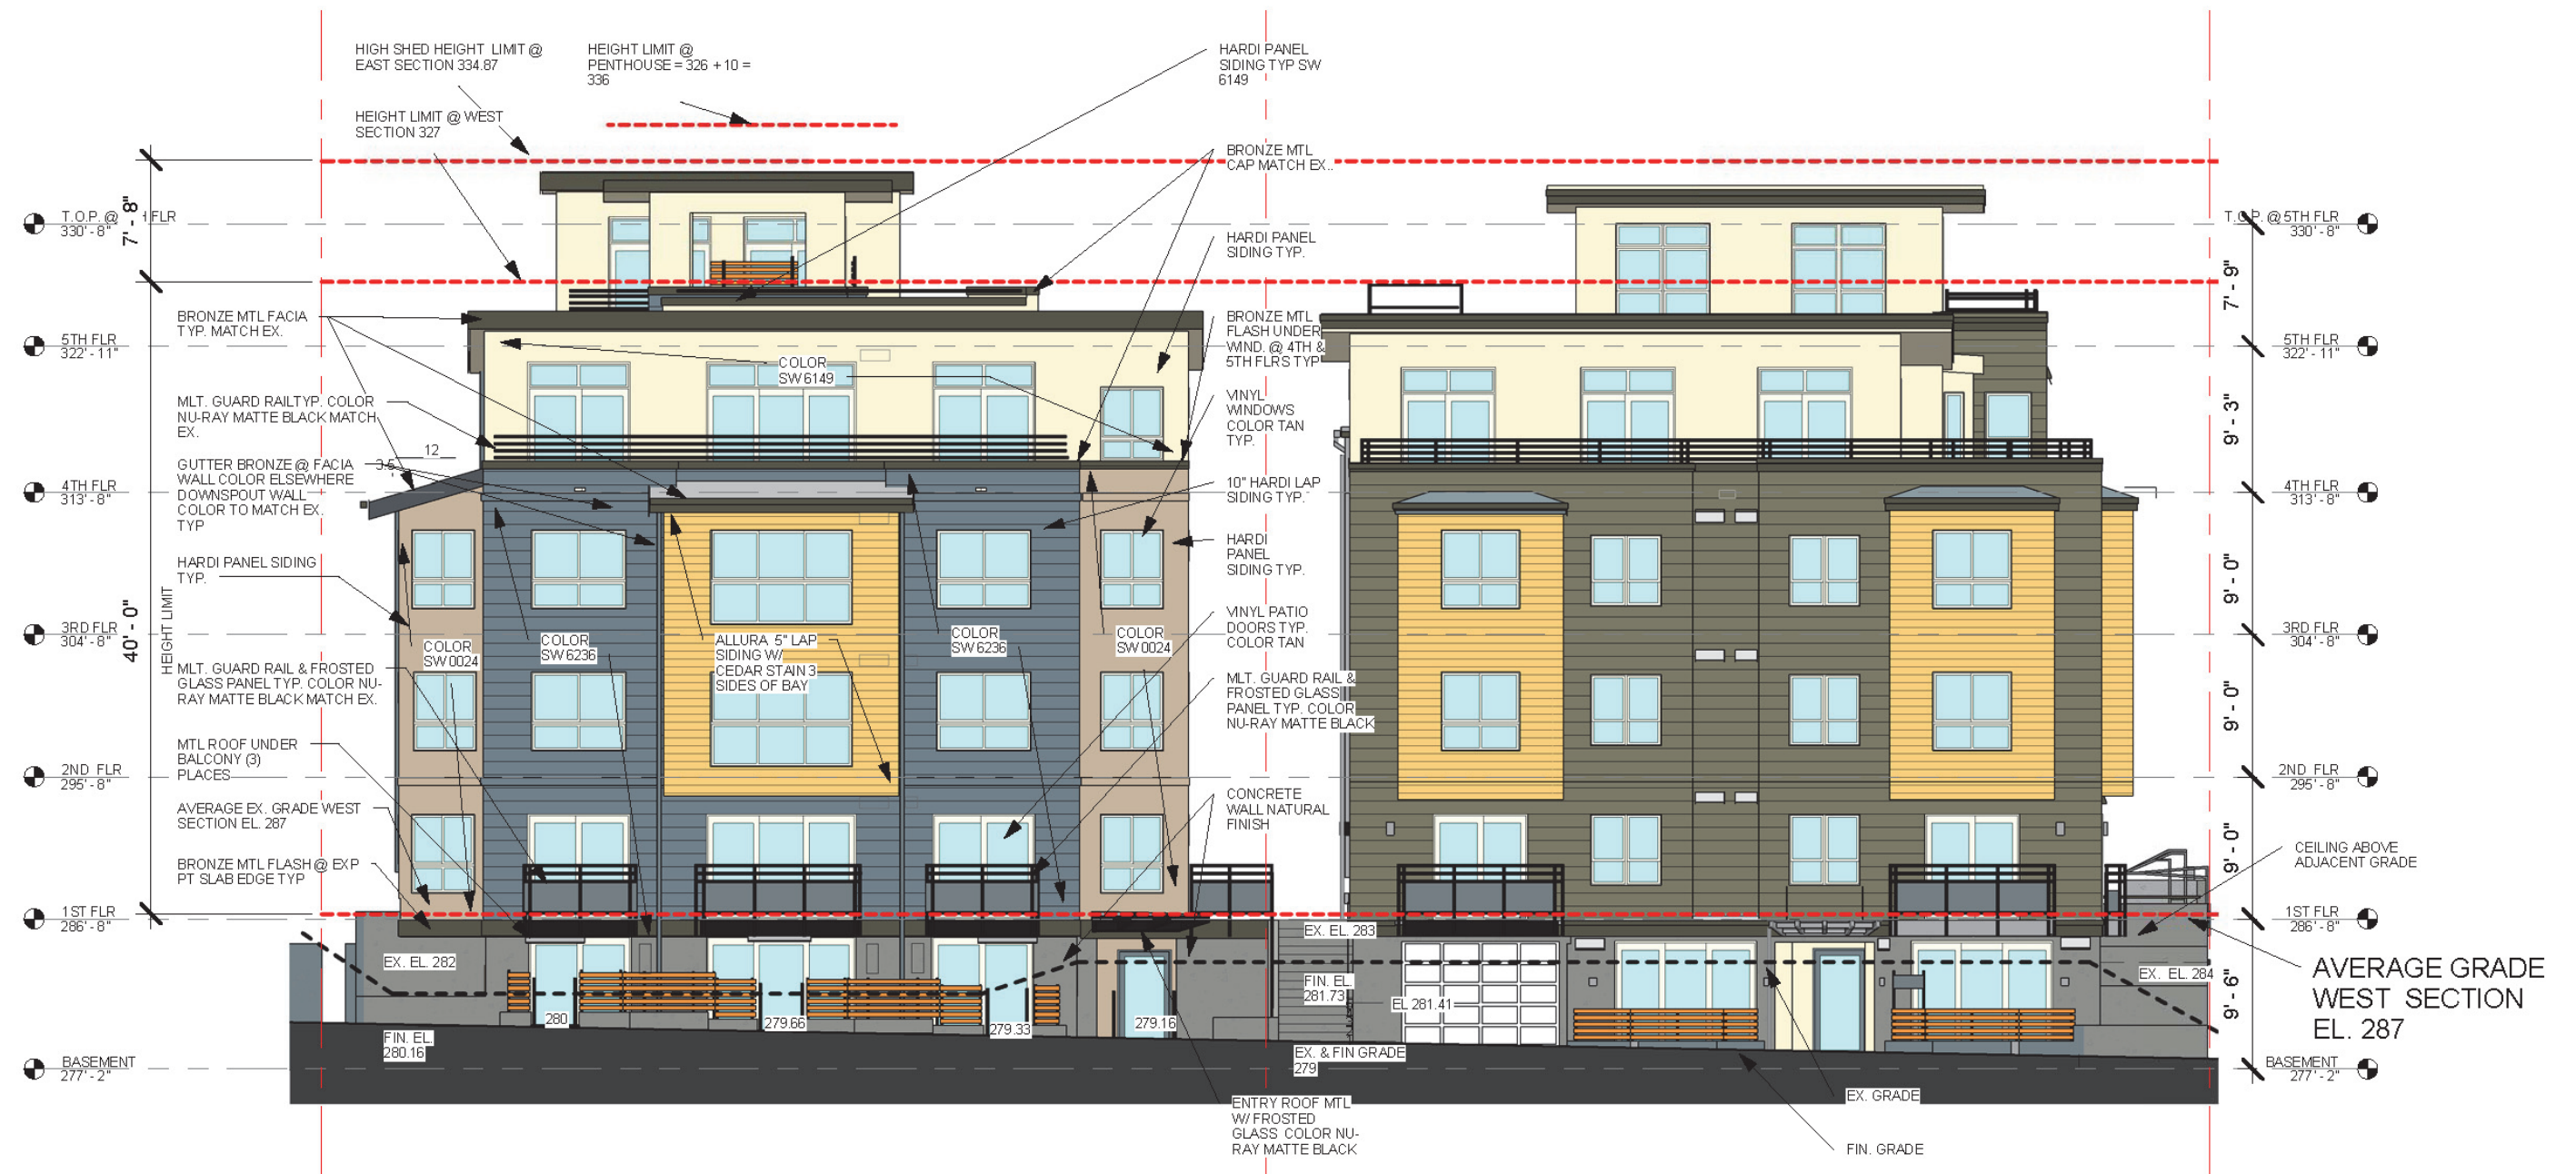 HIGH SHED HEIGHT LIMIT @
EAST SECTION 334.87
HEIGHT LIMIT @
PENTHOUSE = 326 + 10 =
336
HARDI PANEL
SIDING TYP SW
6149
HEIGHT LIMIT @ WEST
SECTION 327
BRONZE MTL
CAP MATCH EX..
7' - 8"
T.O.P. @
FLR
330' - 8"
HARDI PANEL
SIDING TYP.
T.O.P. @ 5TH FLR
330' - 8"
7' - 9"
BRONZE MTL FACIA
TYP. MATCH EX.
BRONZE MTL
FLASH UNDER
WIND. @ 4TH &
5TH FLRS TYP
5TH FLR
322' - 11"
COLOR
SW 6149
5TH FLR
322' - 11"
MLT. GUARD RAILTYP. COLOR
NU-RAY MATTE BLACK MATCH
EX.
VINYL
WINDOWS
COLOR TAN
TYP.
9' - 3"
12
3.5
GUTTER BRONZE @ FACIA
WALL COLOR ELSEWHERE
DOWNSPOUT WALL
COLOR TO MATCH EX.
TYP
10" HARDI LAP
SIDING TYP.
4TH FLR
313' - 8"
4TH FLR
313' - 8"
HARDI PANEL SIDING
TYP.
HARDI
PANEL
SIDING TYP.
9' - 0"
40' - 0"
HEIGHT LIMIT
3RD FLR
304' - 8"
COLOR
SW 0024
COLOR
SW 6236
ALLURA 5" LAP
SIDING W/
CEDAR STAIN 3
SIDES OF BAY
COLOR
SW 6236
COLOR
SW 0024
VINYL PATIO
DOORS TYP.
COLOR TAN
3RD FLR
304' - 8"
MLT. GUARD RAIL & FROSTED
GLASS PANEL TYP. COLOR NU-
RAY MATTE BLACK MATCH EX.
MLT. GUARD RAIL &
FROSTED GLASS
PANEL TYP. COLOR
NU-RAY MATTE BLACK
9' - 0"
MTL ROOF UNDER
BALCONY (3)
PLACES
2ND FLR
295' - 8"
2ND FLR
295' - 8"
AVERAGE EX. GRADE WEST
SECTION EL. 287
CONCRETE
WALL NATURAL
FINISH
9' - 0"
BRONZE MTL FLASH @ EXP
PT SLAB EDGE TYP
CEILING ABOVE
ADJACENT GRADE
1ST FLR
286' - 8"
1ST FLR
286' - 8"
EX. EL. 283
EX. EL. 282
EX. EL. 284
AVERAGE GRADE
WEST SECTION
EL. 287
FIN. EL.
281.73
EL 281.41
9' - 6"
280
279.66
279.33
279.16
FIN. EL.
280.16
EX. & FIN GRADE
279
BASEMENT
277' - 2"
BASEMENT
277' - 2"
EX. GRADE
ENTRY ROOF MTL
W/ FROSTED
GLASS COLOR NU-
RAY MATTE BLACK
FIN. GRADE